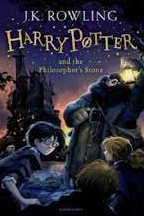 J.K. ROWLING
HARRY POTTER
and the
Philosopher's Stone